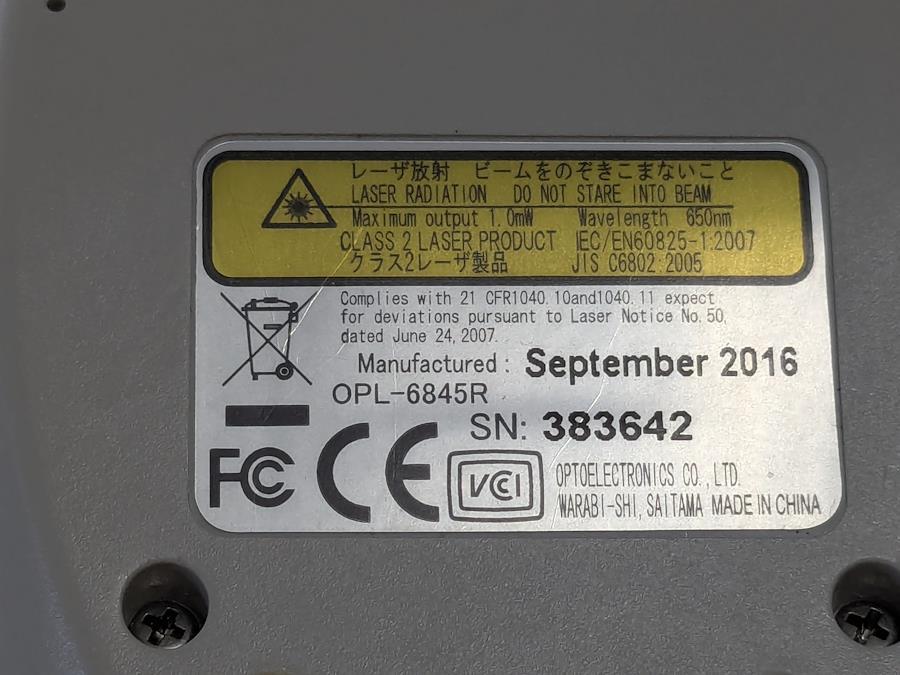 レーザ放射 ビームをのぞきこまないこと
LASER RADIATION DO NOT STARE INTO BEAM
Maximum output 1.0mW Wavelength 650nm
CLASS 2 LASER PRODUCT IEC/EN60825-1:2007
クラス2レーザ製品 JIS C6802:2005
Complies with 21 CFR1040.10and1040.11 expect
for deviations pursuant to Laser Notice No.50,
dated June 24,2007.
Manufactured : September 2016
OPL-6845R
SN: 383642
FCC CE VCCI
OPTOELECTRONICS CO.,LTD.
WARABI-SHI, SAITAMA MADE IN CHINA